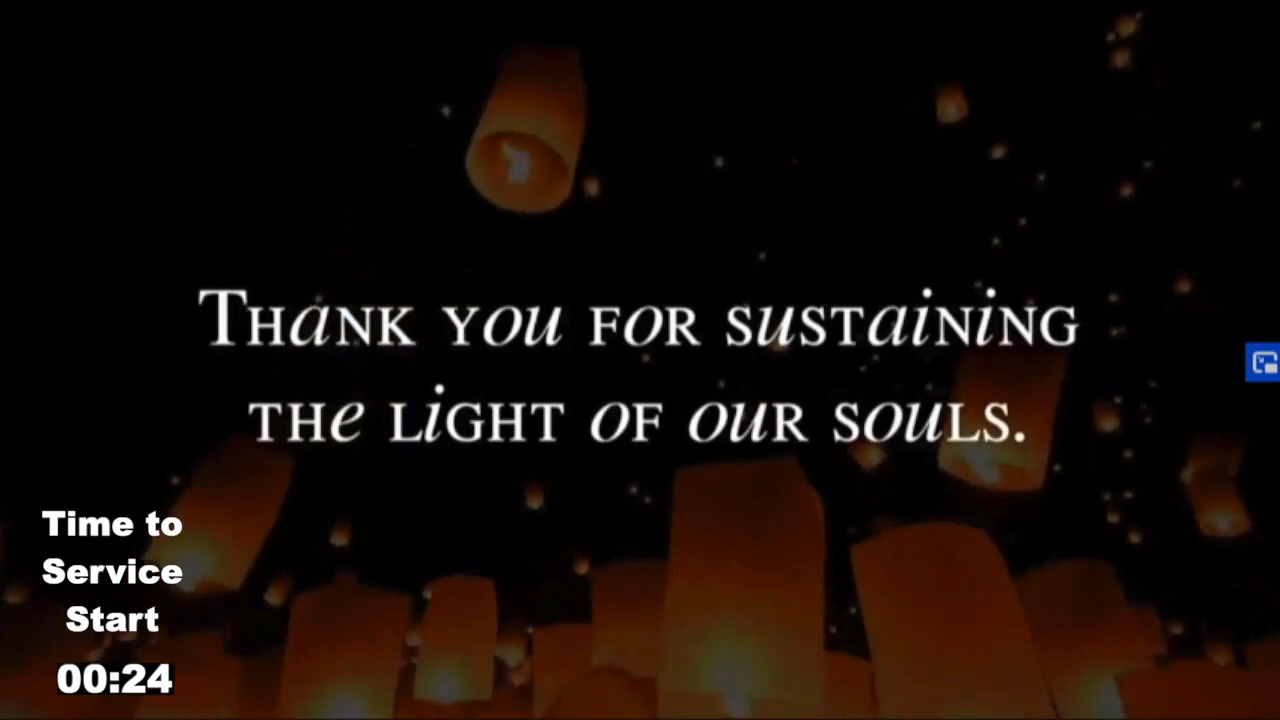 Thank you for sustaining
the light of our souls.
Time to
Service
Start
00:24